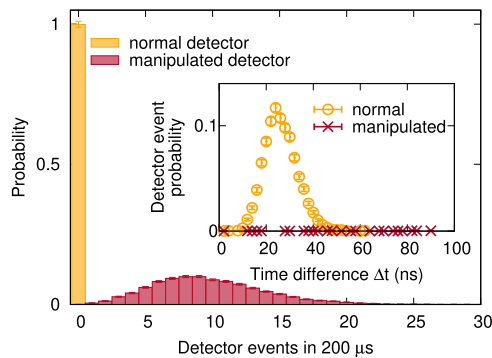 1
0.5
0
Probability
normal detector
manipulated detector
0.1
0
Detector event
probability
normal
manipulated
0 20 40 60 80 100
Time difference Δt (ns)
0 5 10 15 20 25 30
Detector events in 200 μs